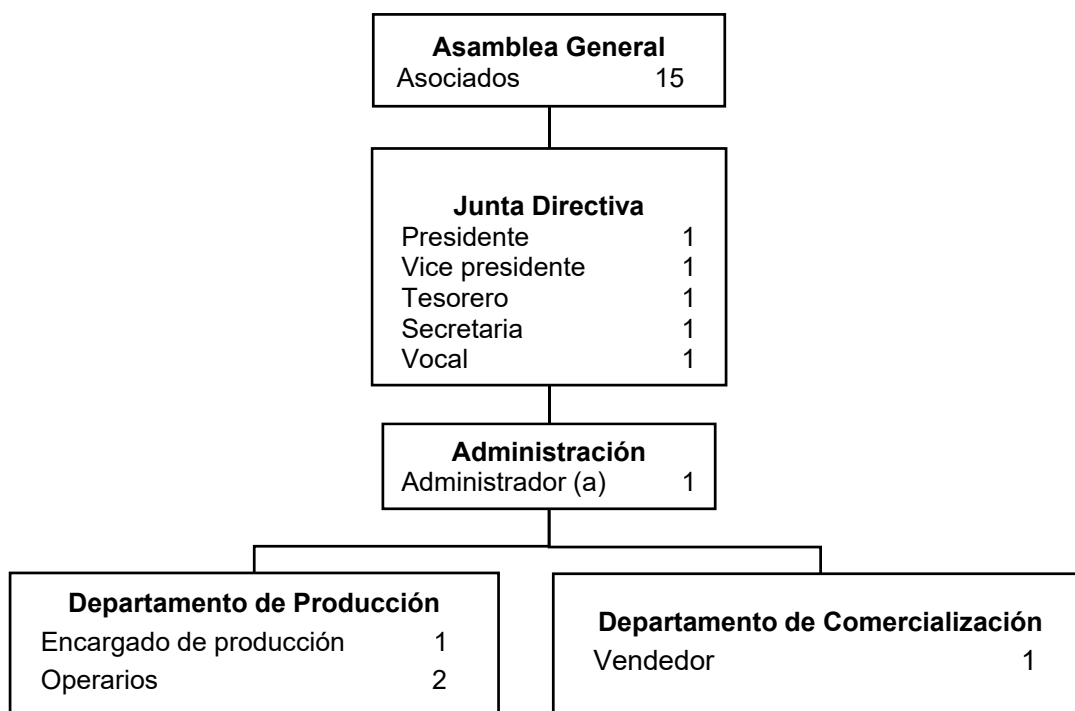 Asamblea General
Asociados 15
Junta Directiva
Presidente 1
Vice presidente 1
Tesorero 1
Secretaria 1
Vocal 1
Administración
Administrador (a) 1
Departamento de Producción
Encargado de producción 1
Operarios 2
Departamento de Comercialización
Vendedor 1